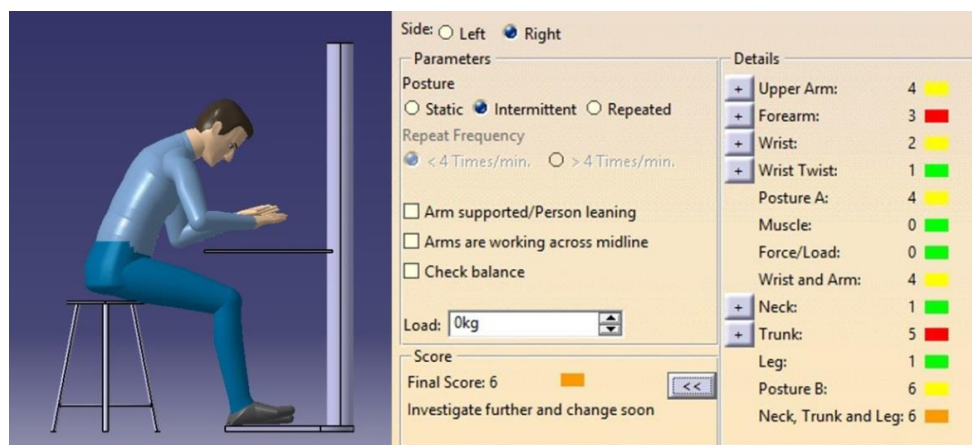 Side: Left Right
Parameters
Posture
Static Intermittent Repeated
Repeat Frequency
< 4 Times/min. > 4 Times/min.
Arm supported/Person leaning
Arms are working across midline
Check balance
Load: 0kg
Score
Final Score: 6 <<
Investigate further and change soon
Details
+ Upper Arm: 4
+ Forearm: 3
+ Wrist: 2
+ Wrist Twist: 1
Posture A: 4
Muscle: 0
Force/Load: 0
Wrist and Arm: 4
+ Neck: 1
+ Trunk: 5
Leg: 1
Posture B: 6
Neck, Trunk and Leg: 6